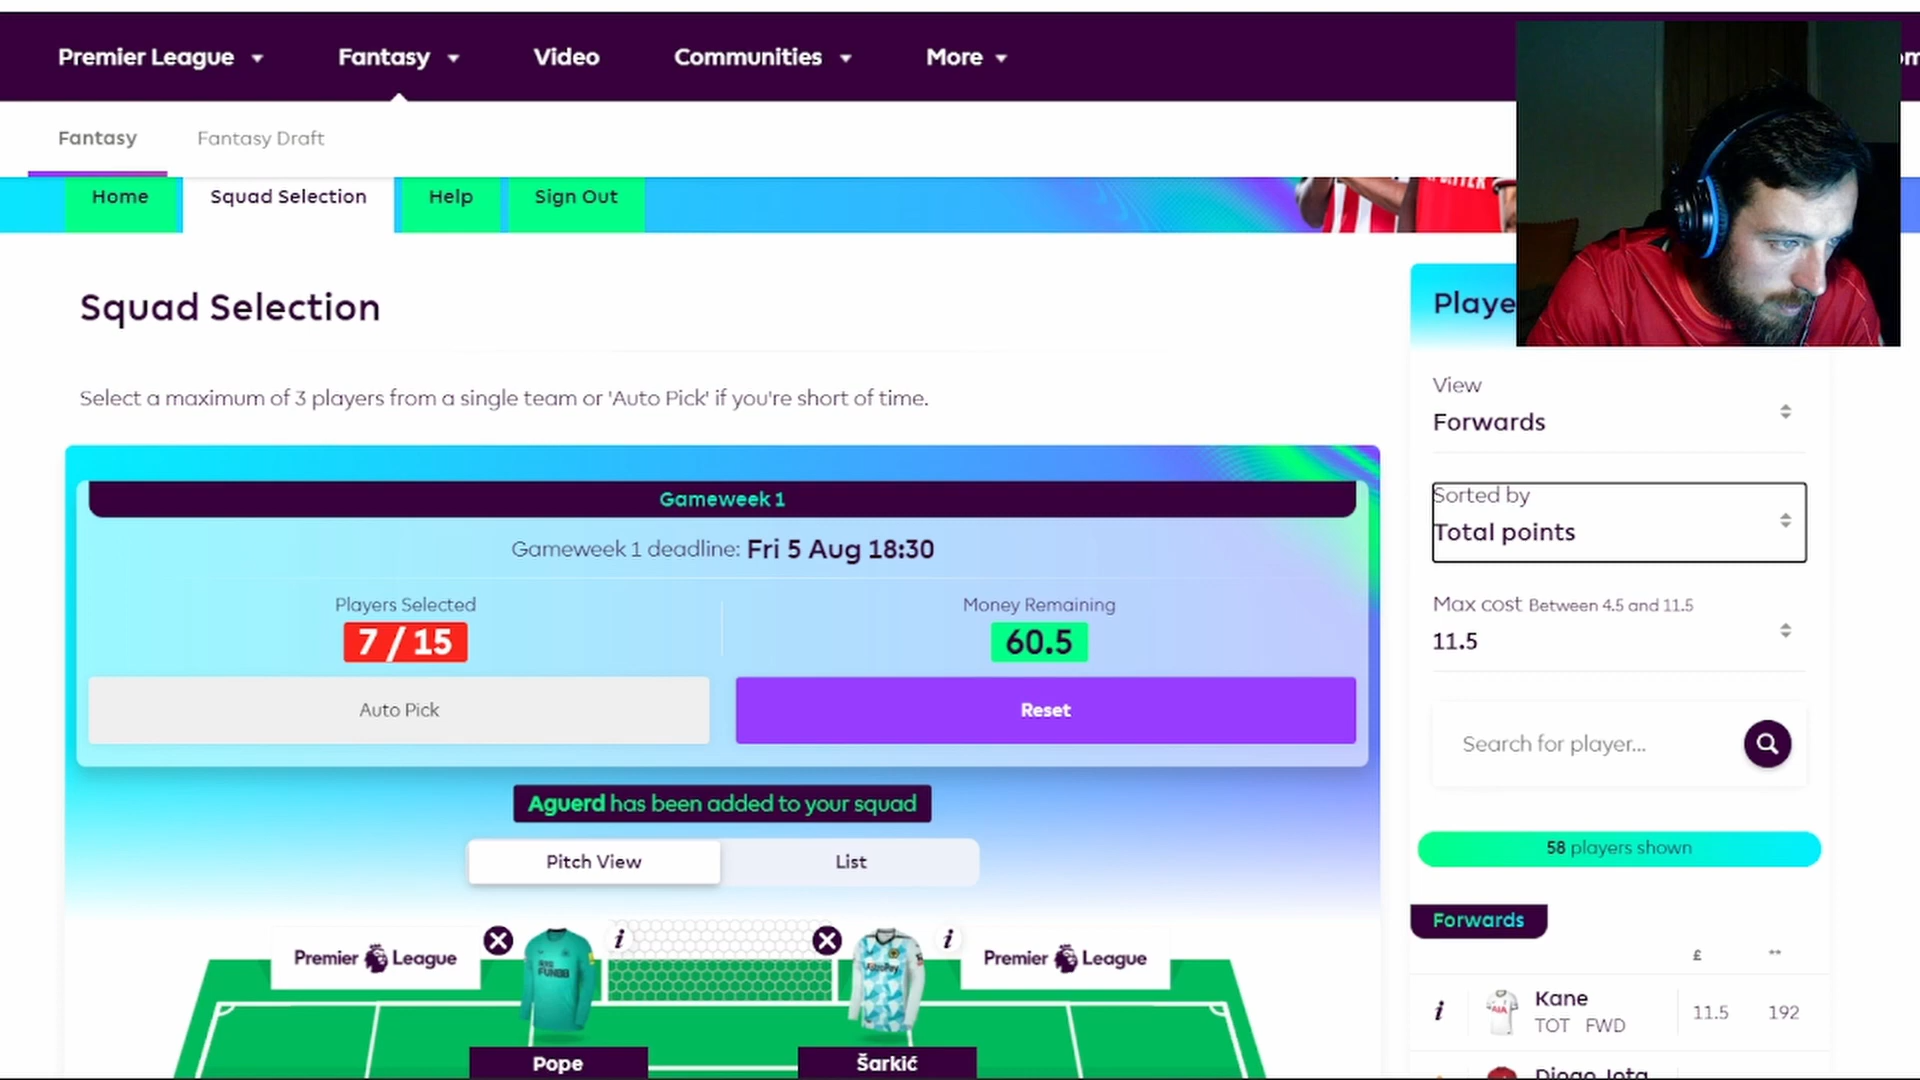 Premier League
Fantasy
Video
Communities
More
Fantasy
Fantasy Draft
Home
Squad Selection
Help
Sign Out
Squad Selection
Select a maximum of 3 players from a single team or 'Auto Pick' if you're short of time.
Gameweek 1
Gameweek 1 deadline: Fri 5 Aug 18:30
Players Selected
7 / 15
Money Remaining
60.5
Auto Pick
Reset
Aguerd has been added to your squad
Pitch View
List
Premier League
FUN88
AstroPay
Premier League
Pope
Šarkić
View
Forwards
Sorted by
Total points
Max cost Between 4.5 and 11.5
11.5
Search for player...
58 players shown
Forwards
£
**
i
AIA
Kane
TOT FWD
11.5
192
Diogo Jota